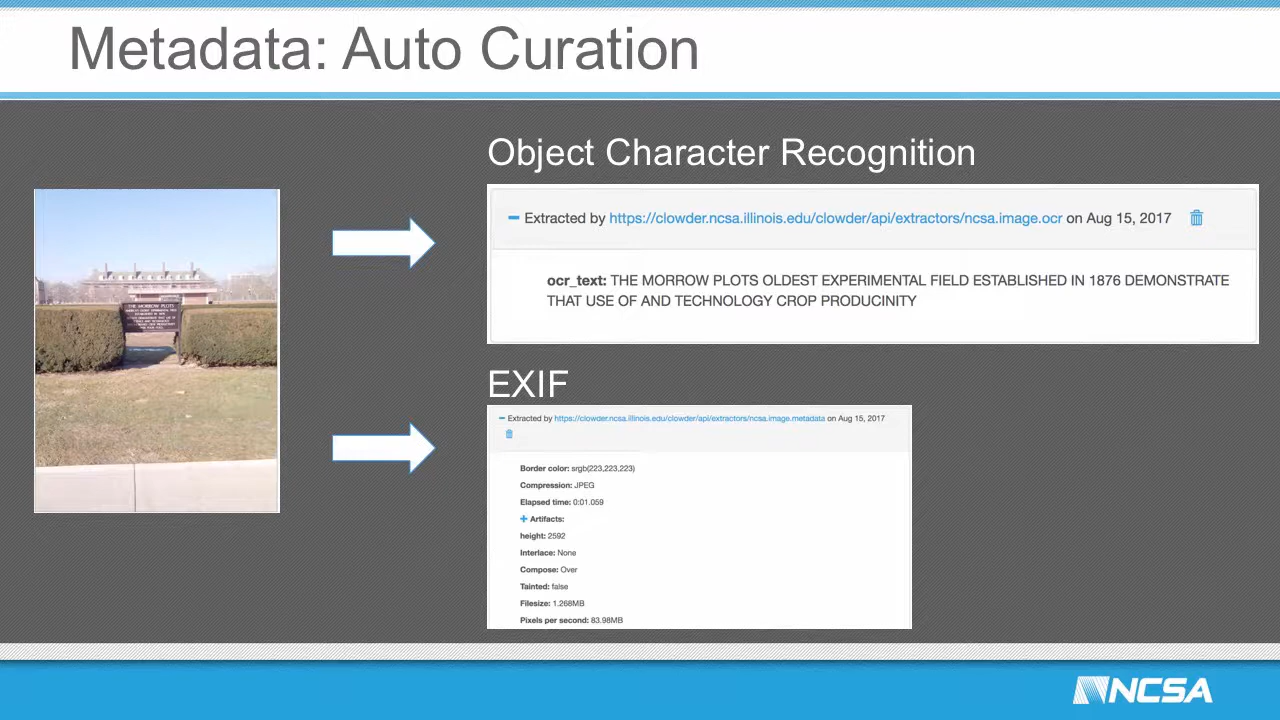 Metadata: Auto Curation
Object Character Recognition
Extracted by https://clowder.ncsa.illinois.edu/clowder/api/extractors/ncsa.image.ocr on Aug 15, 2017
ocr_text: THE MORROW PLOTS OLDEST EXPERIMENTAL FIELD ESTABLISHED IN 1876 DEMONSTRATE
THAT USE OF AND TECHNOLOGY CROP PRODUCINITY
THE MORROW PLOTS
EXIF
Extracted by https://clowder.ncsa.illinois.edu/clowder/api/extractors/ncsa.image.metadata on Aug 15, 2017
Border color: srgb(223,223,223)
Compression: JPEG
Elapsed time: 0:01.059
Artifacts:
height: 2592
Interlace: None
Compose: Over
Tainted: false
Filesize: 1.268MB
Pixels per second: 83.98MB
NCSA